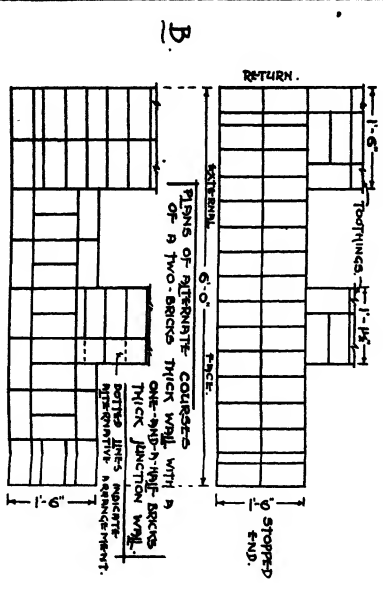 B.
RETURN.
1'-6"
TOOTHINGS.
1'-1½"
EXTERNAL 6'-0" FACE.
1'-6"
STOPPED
END.
PLANS OF ALTERNATE COURSES
OF A TWO-BRICKS THICK WALL WITH A
ONE-AND-A-HALF BRICKS
THICK JUNCTION WALL.
DOTTED LINES INDICATE
ALTERNATIVE ARRANGEMENT.
1'-6"